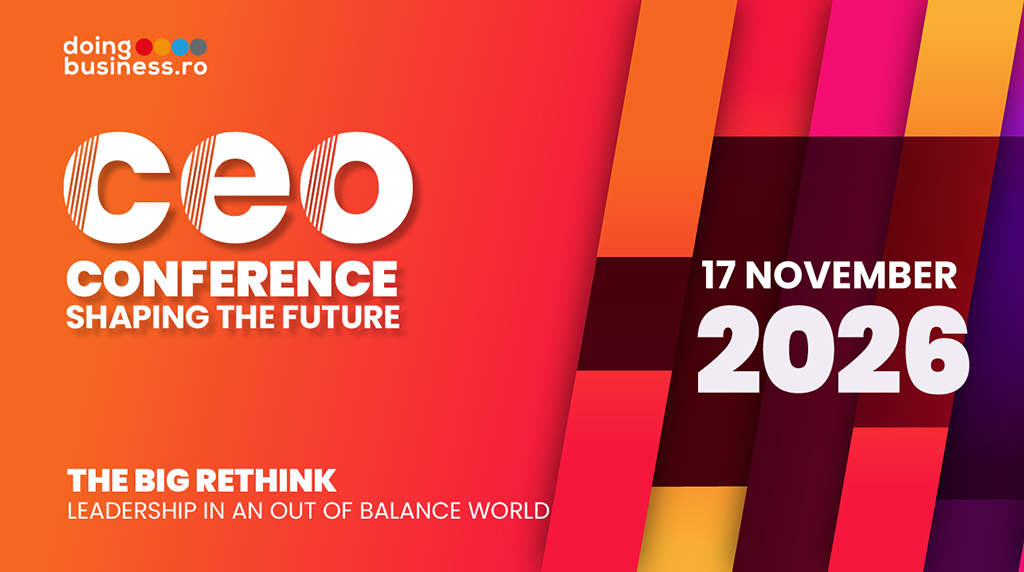 doing
business.ro
ceo
CONFERENCE
SHAPING THE FUTURE
17 NOVEMBER
2026
THE BIG RETHINK
LEADERSHIP IN AN OUT OF BALANCE WORLD